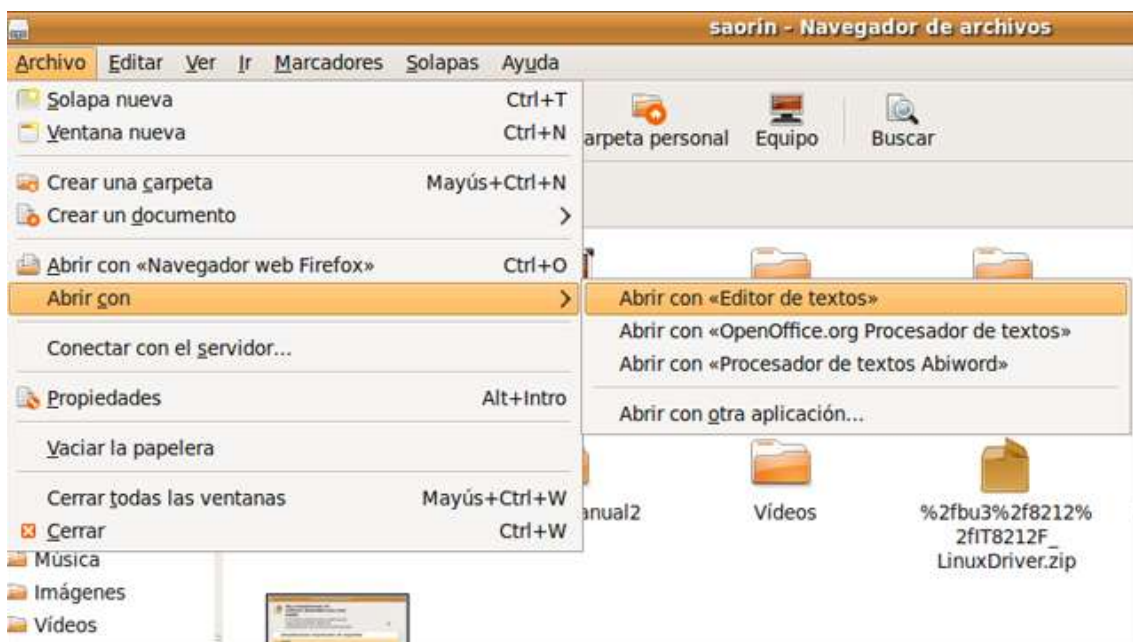 saorin - Navegador de archivos
Archivo Editar Ver Ir Marcadores Solapas Ayuda
Solapa nueva Ctrl+T
Ventana nueva Ctrl+N
Crear una carpeta Mayús+Ctrl+N
Crear un documento
Abrir con «Navegador web Firefox» Ctrl+O
Abrir con
Conectar con el servidor...
Propiedades Alt+Intro
Vaciar la papelera
Cerrar todas las ventanas Mayús+Ctrl+W
Cerrar Ctrl+W
arpeta personal Equipo Buscar
Abrir con «Editor de textos»
Abrir con «OpenOffice.org Procesador de textos»
Abrir con «Procesador de textos Abiword»
Abrir con otra aplicación...
anual2 Vídeos %2fbu3%2f8212%
2fIT8212F_
LinuxDriver.zip
Música
Imágenes
Vídeos